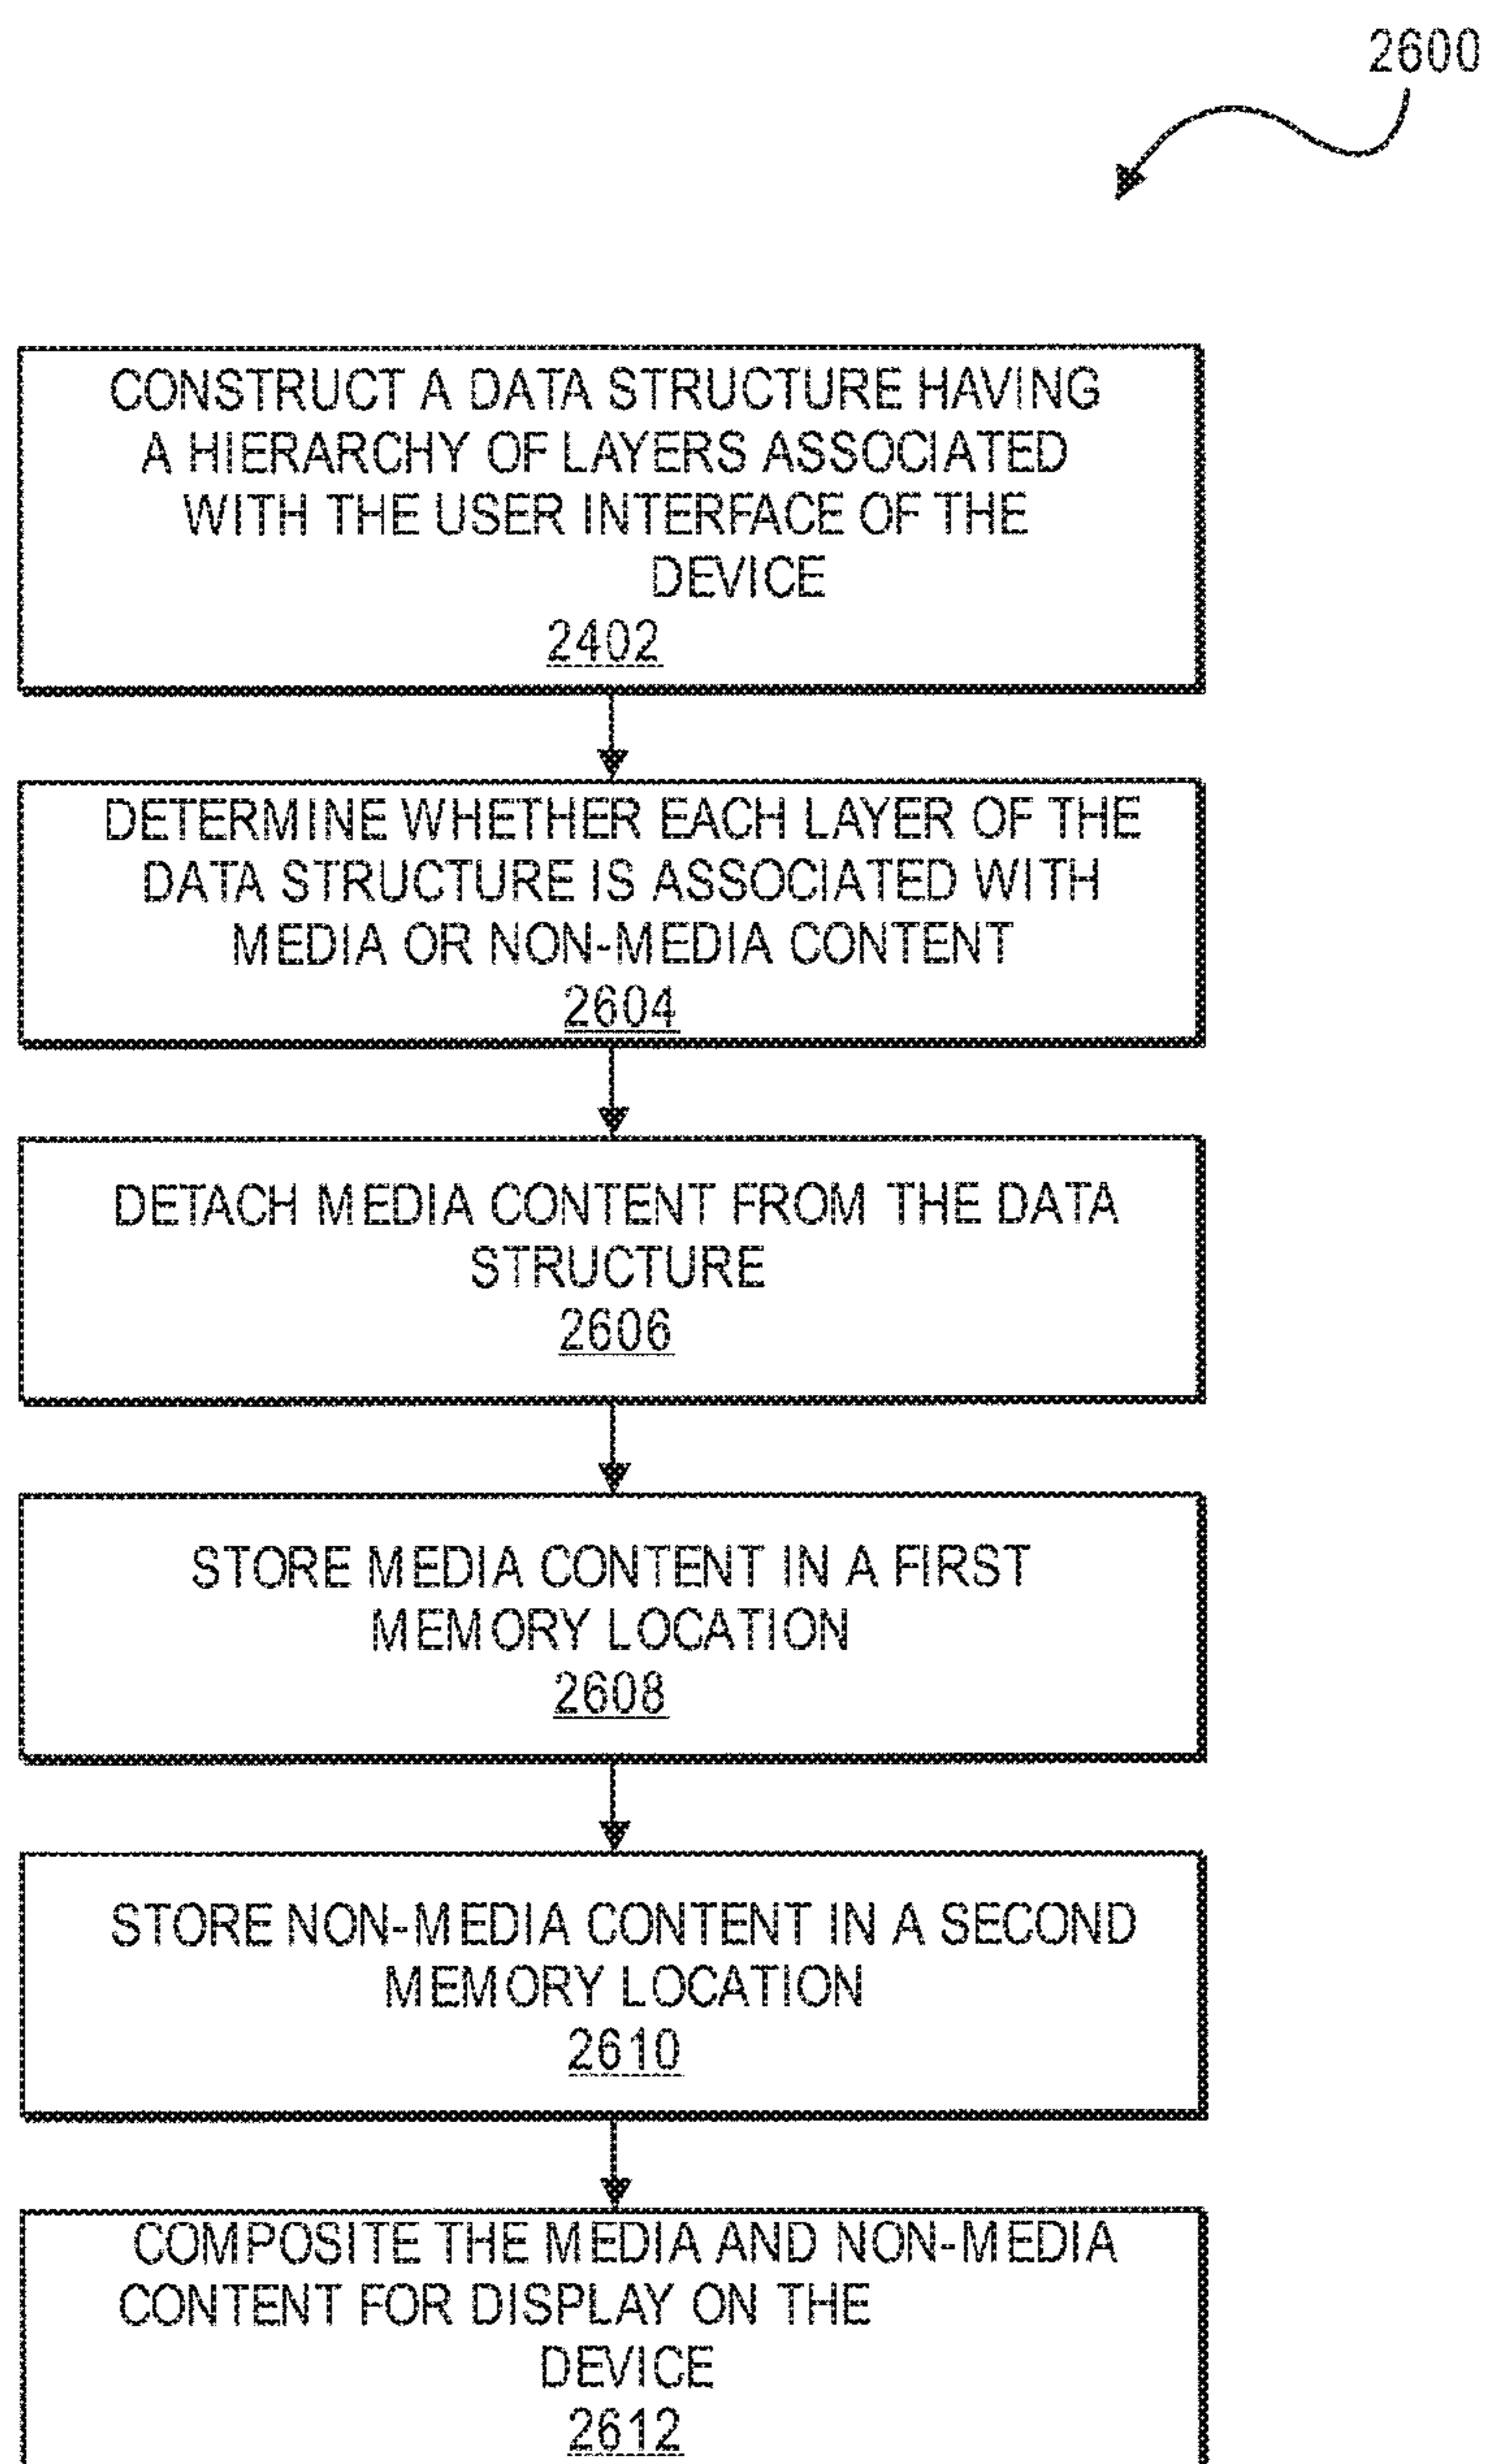 2600
CONSTRUCT A DATA STRUCTURE HAVING
A HIERARCHY OF LAYERS ASSOCIATED
WITH THE USER INTERFACE OF THE
DEVICE
2402
DETERMINE WHETHER EACH LAYER OF THE
DATA STRUCTURE IS ASSOCIATED WITH
MEDIA OR NON-MEDIA CONTENT
2604
DETACH MEDIA CONTENT FROM THE DATA
STRUCTURE
2606
STORE MEDIA CONTENT IN A FIRST
MEMORY LOCATION
2608
STORE NON-MEDIA CONTENT IN A SECOND
MEMORY LOCATION
2610
COMPOSITE THE MEDIA AND NON-MEDIA
CONTENT FOR DISPLAY ON THE
DEVICE
2612